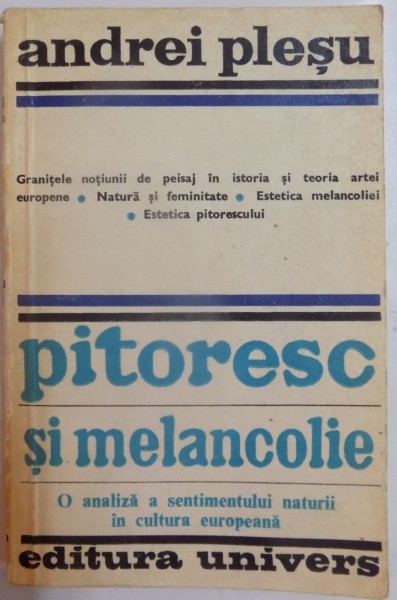 andrei pleșu
Granițele noțiunii de peisaj în istoria și teoria artei
europene ● Natură și feminitate ● Estetica melancoliei
● Estetica pitorescului
pitoresc
și melancolie
O analiză a sentimentului naturii
în cultura europeană
editura univers